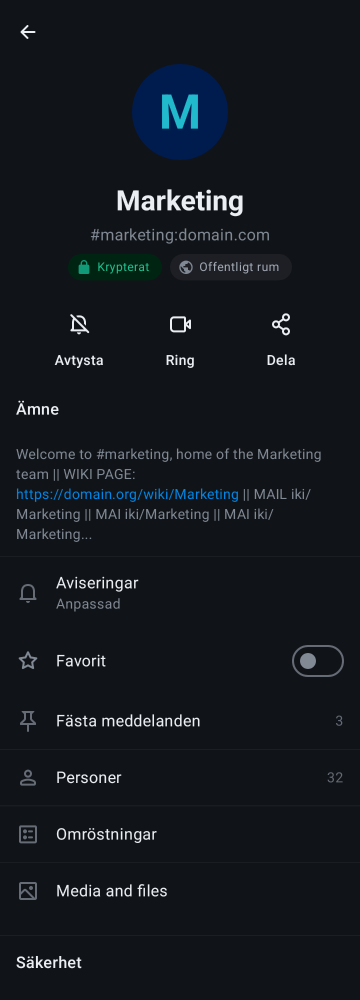 M
Marketing
#marketing:domain.com
Krypterat
Offentligt rum
Avtysta
Ring
Dela
Ämne
Welcome to #marketing, home of the Marketing
team || WIKI PAGE:
https://domain.org/wiki/Marketing || MAIL iki/
Marketing || MAI iki/Marketing || MAI iki/
Marketing...
Aviseringar
Anpassad
Favorit
Fästa meddelanden 3
Personer 32
Omröstningar
Media and files
Säkerhet